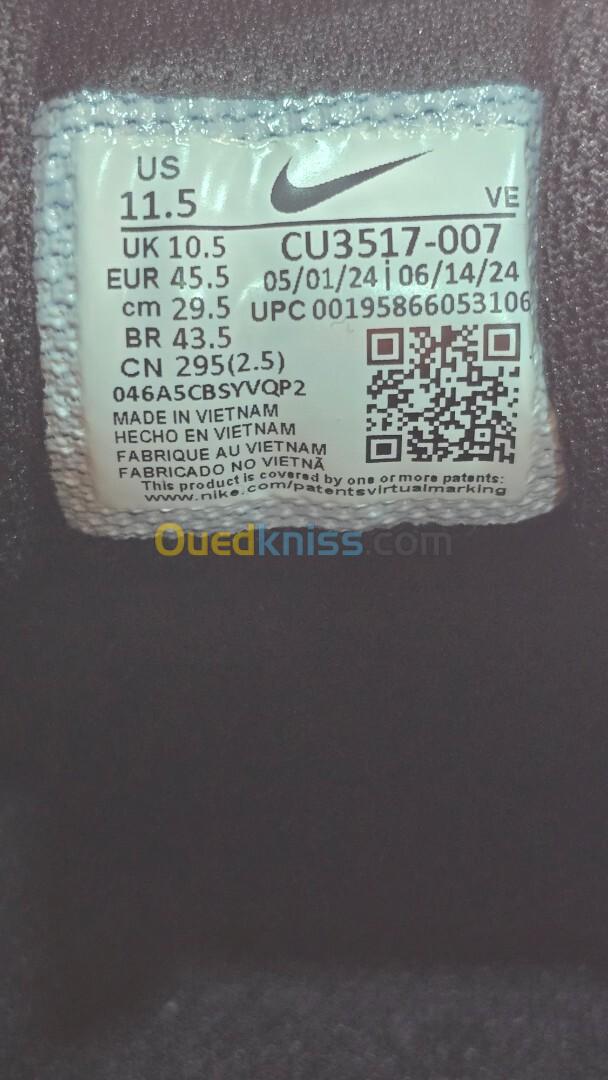 US
11.5
VE
UK 10.5
CU3517-007
EUR 45.5
05/01/24 | 06/14/24
cm 29.5
UPC 00195866053106
BR 43.5
CN 295(2.5)
046A5CBSYVQP2
MADE IN VIETNAM
HECHO EN VIETNAM
FABRIQUE AU VIETNAM
FABRICADO NO VIETNÃ
This product is covered by one or more patents:
www.nike.com/patentsvirtualmarking
Ouedkniss.com